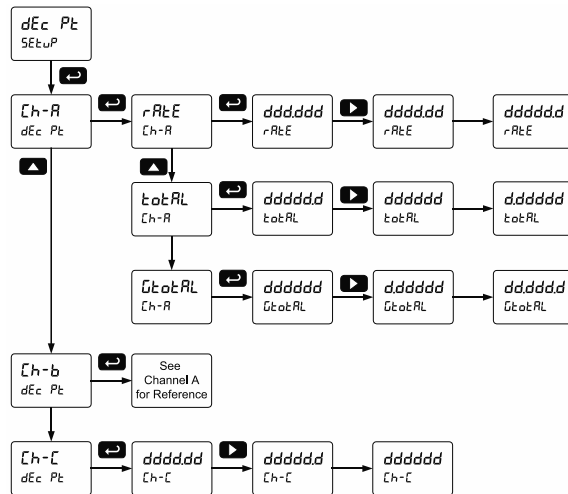 dEc Pt
SEtuP
Ch-A
dEc Pt
rAtE
Ch-A
ddd.ddd
rAtE
dddd.dd
rAtE
ddddd.d
rAtE
totAL
Ch-A
ddddd.d
totAL
dddddd
totAL
d.ddddd
totAL
GtotAL
Ch-A
dddddd
GtotAL
d.ddddd
GtotAL
dd.dddd.d
GtotAL
Ch-b
dEc Pt
See
Channel A
for Reference
Ch-C
dEc Pt
dddd.dd
Ch-C
ddddd.d
Ch-C
dddddd
Ch-C